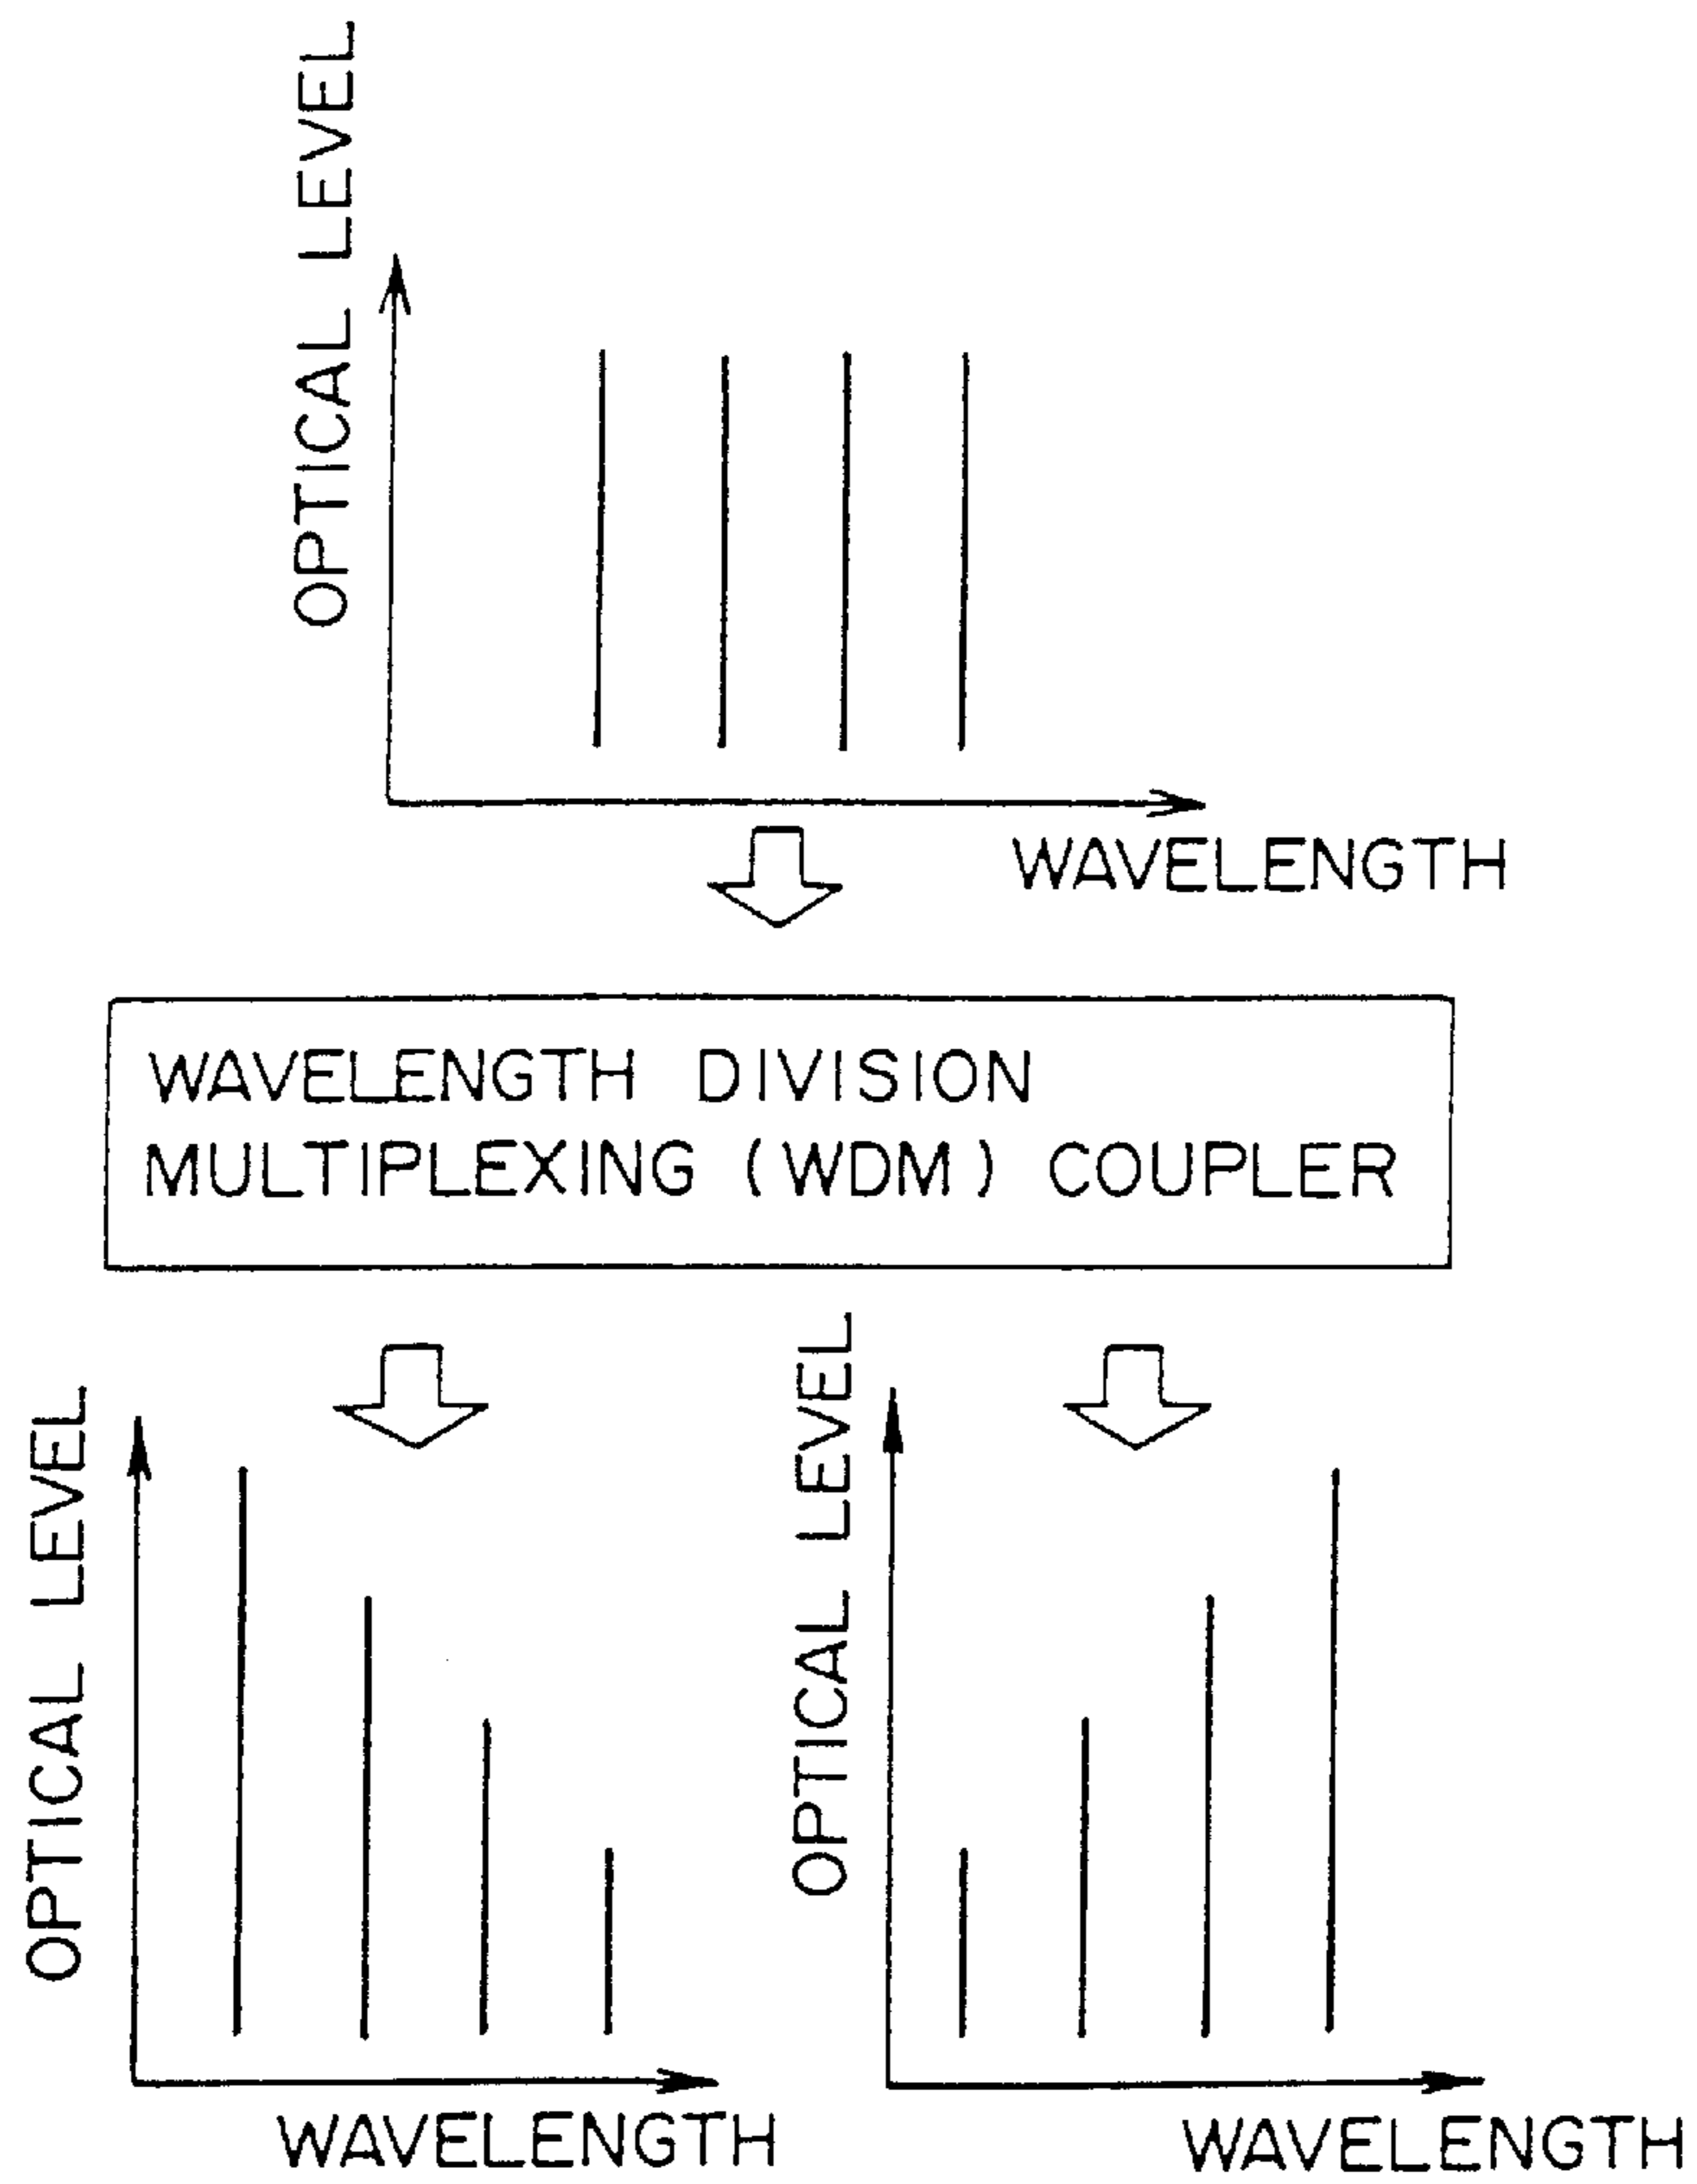 OPTICAL LEVEL
WAVELENGTH
WAVELENGTH DIVISION
MULTIPLEXING (WDM) COUPLER
OPTICAL LEVEL
WAVELENGTH
OPTICAL LEVEL
WAVELENGTH